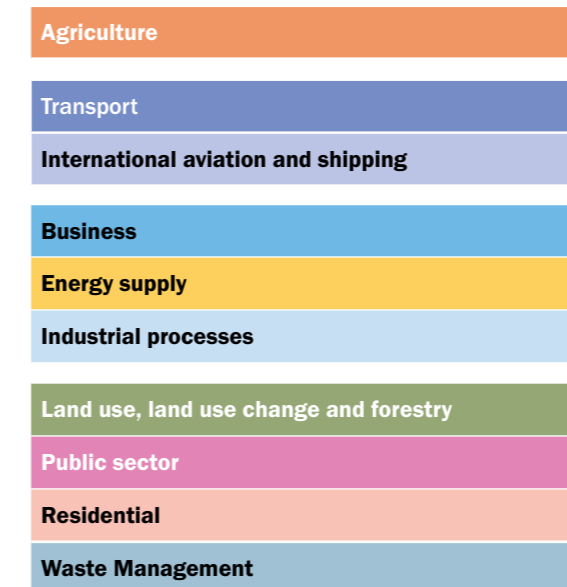 Agriculture
Transport
International aviation and shipping
Business
Energy supply
Industrial processes
Land use, land use change and forestry
Public sector
Residential
Waste Management